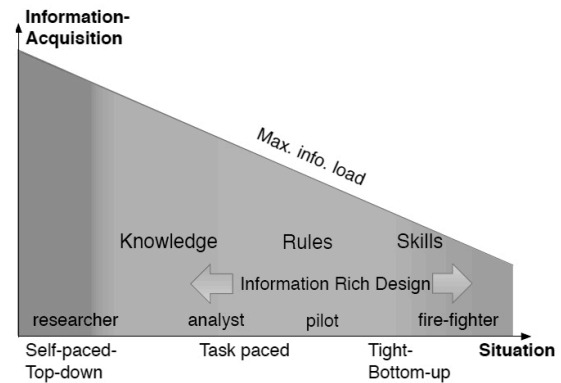 Information-
Acquisition
Max. info. load
Knowledge Rules Skills
Information Rich Design
researcher analyst pilot fire-fighter
Self-paced- Task paced Tight- Situation
Top-down Bottom-up